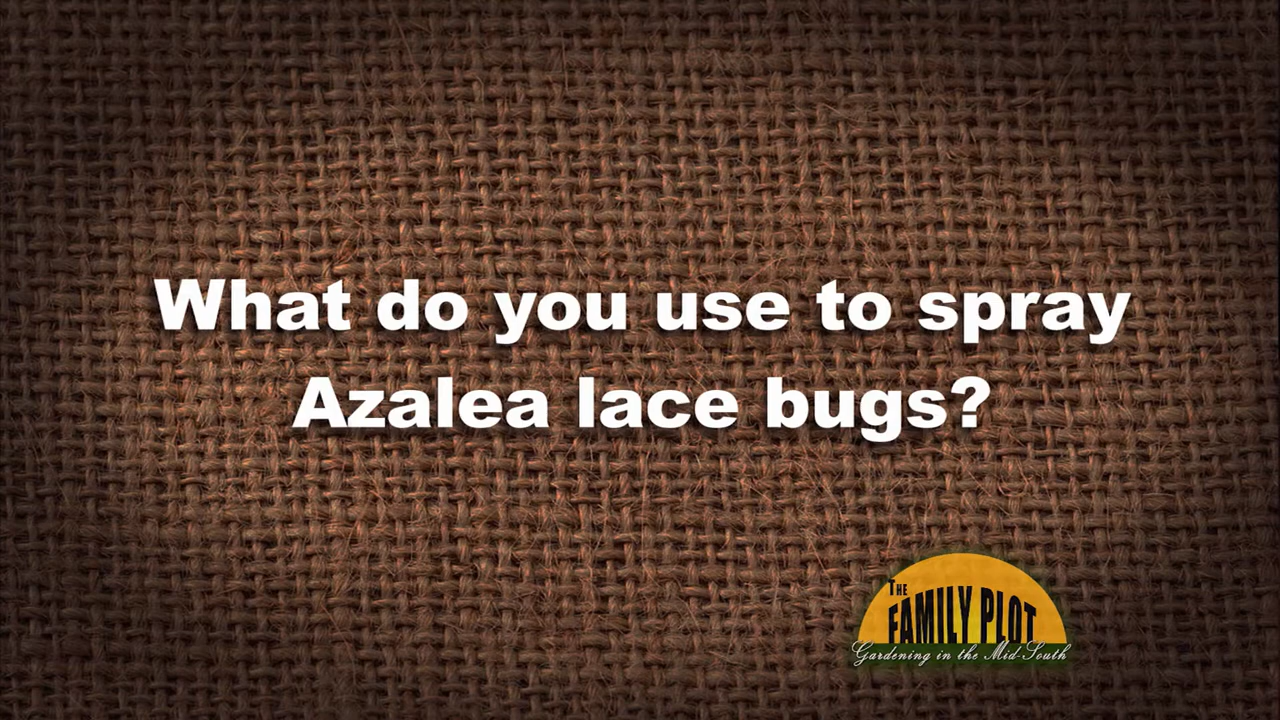 What do you use to spray
Azalea lace bugs?
THE
FAMILY PLOT
Gardening in the Mid-South